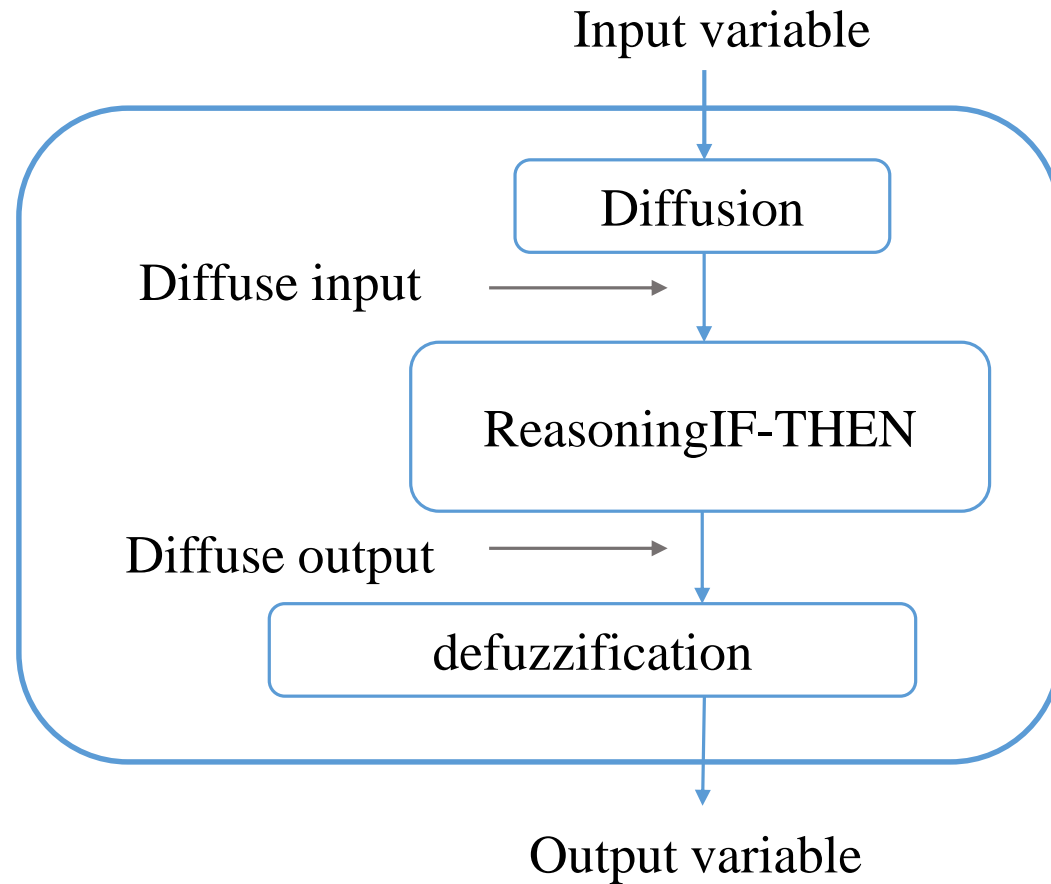 Input variable
Diffusion
Diffuse input
ReasoningIF-THEN
Diffuse output
defuzzification
Output variable